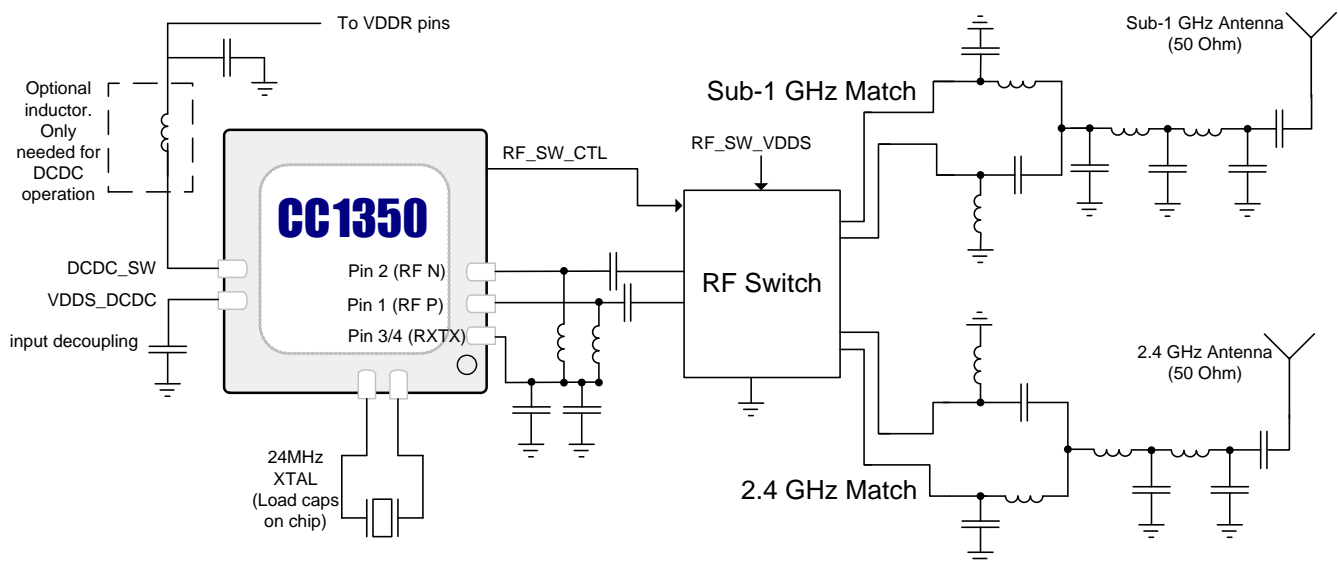 To VDDR pins
Optional
inductor.
Only
needed for
DCDC
operation
DCDC_SW
VDDS_DCDC
input decoupling
CC1350
Pin 2 (RF N)
Pin 1 (RF P)
Pin 3/4 (RXTX)
24MHz
XTAL
(Load caps
on chip)
RF_SW_CTL
RF_SW_VDDS
RF Switch
Sub-1 GHz Match
Sub-1 GHz Antenna
(50 Ohm)
2.4 GHz Antenna
(50 Ohm)
2.4 GHz Match